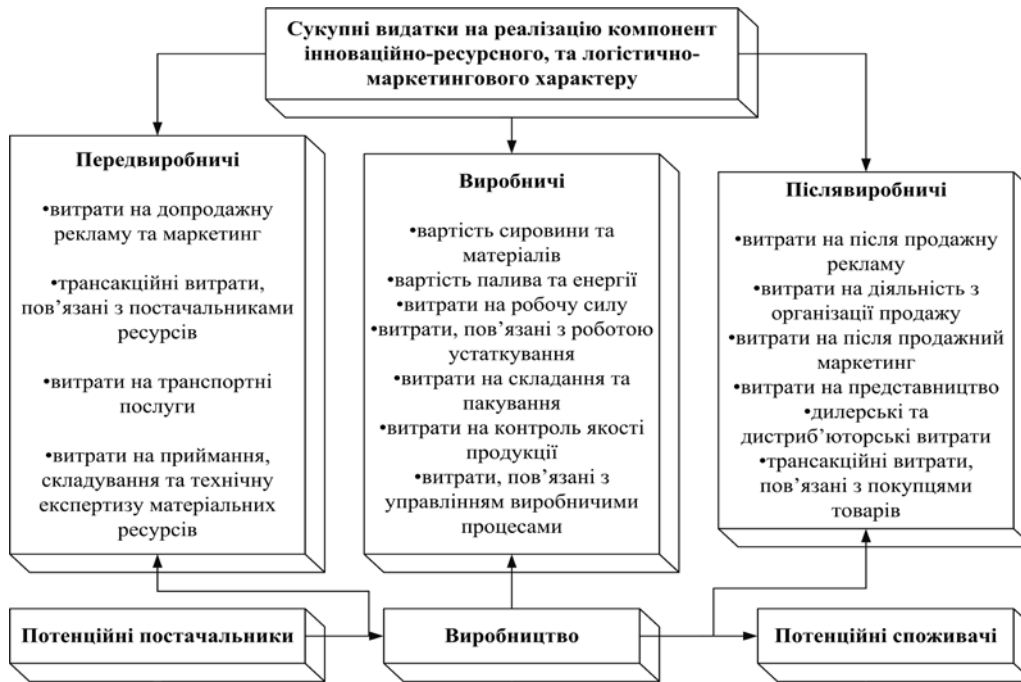 Сукупні видатки на реалізацію компонент
інноваційно-ресурсного, та логістично-
маркетингового характеру
Передвиробничі
•витрати на допродажну
рекламу та маркетинг
•трансакційні витрати,
пов’язані з постачальниками
ресурсів
•витрати на транспортні
послуги
•витрати на приймання,
складування та технічну
експертизу матеріальних
ресурсів
Виробничі
•вартість сировини та
матеріалів
•вартість палива та енергії
•витрати на робочу силу
•витрати, пов’язані з роботою
устаткування
•витрати на складання та
пакування
•витрати на контроль якості
продукції
•витрати, пов’язані з
управлінням виробничими
процесами
Післявиробничі
•витрати на після продажну
рекламу
•витрати на діяльність з
організації продажу
•витрати на після продажний
маркетинг
•витрати на представництво
•дилерські та
дистриб’юторські витрати
•трансакційні витрати,
пов’язані з покупцями
товарів
Потенційні постачальники
Виробництво
Потенційні споживачі